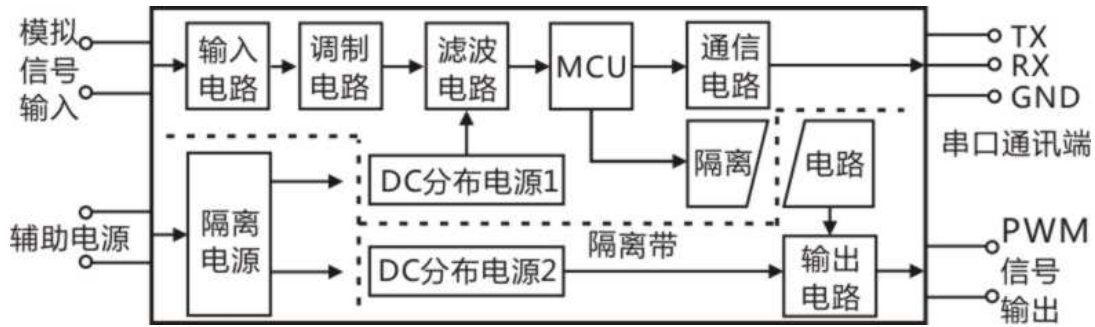 模拟
信号
输入
输入
电路
调制
电路
滤波
电路
MCU
通信
电路
TX
RX
GND
串口通讯端
隔离
电路
DC分布电源1
辅助电源
隔离
电源
隔离带
DC分布电源2
输出
电路
PWM
信号
输出